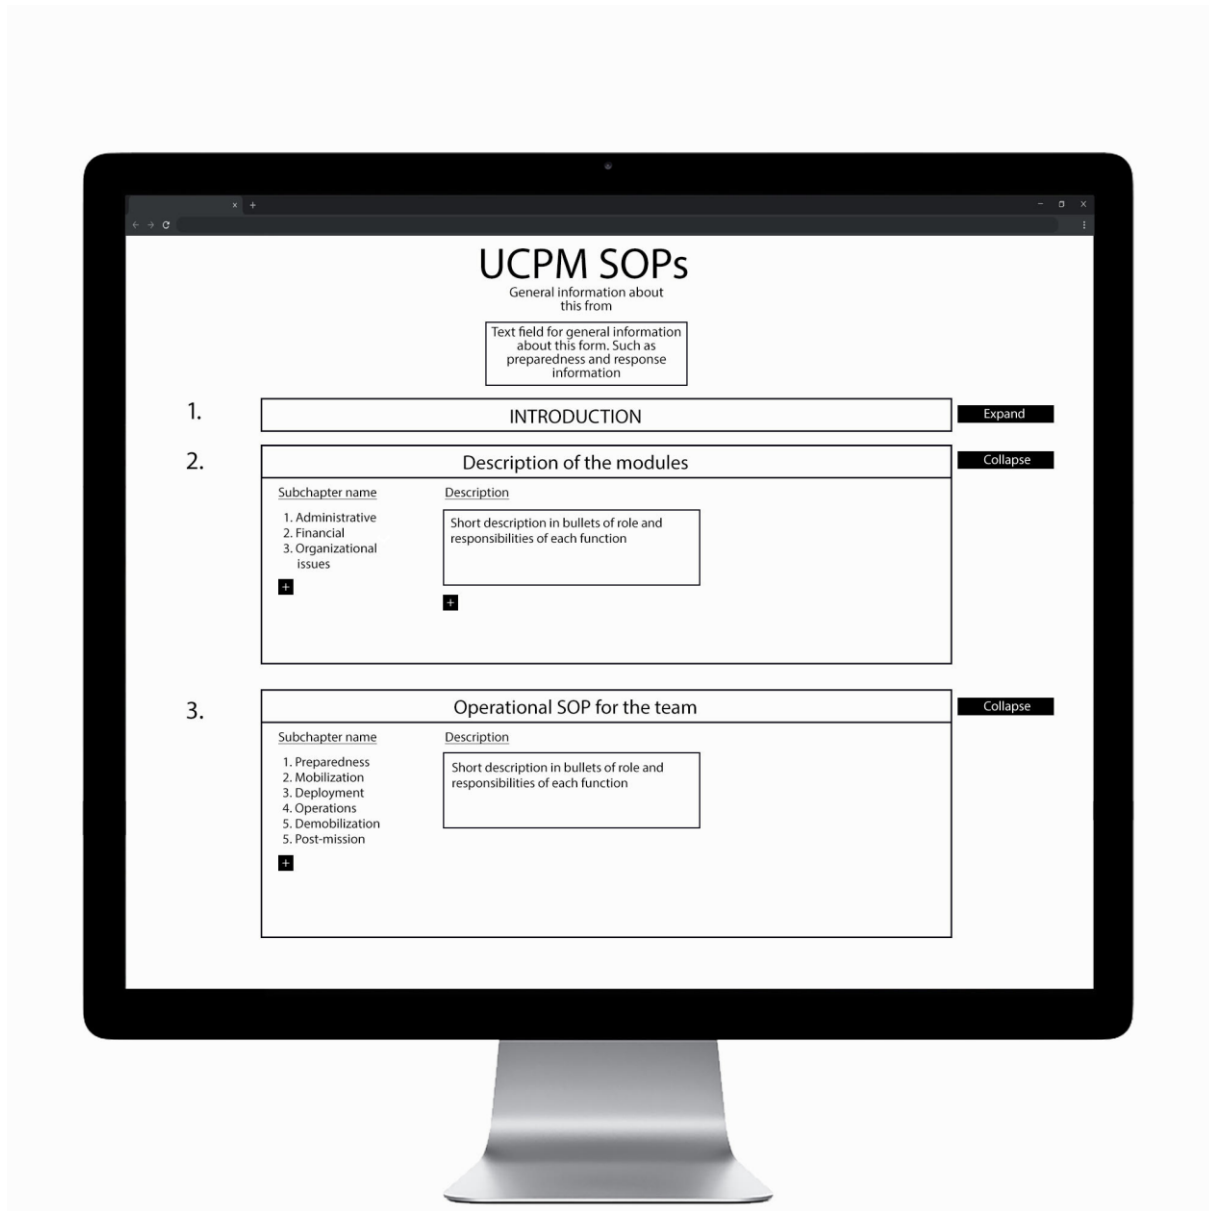 UCPM SOPs
General information about
this from
Text field for general information
about this form. Such as
preparedness and response
information
1.
INTRODUCTION
Expand
2.
Description of the modules
Collapse
Subchapter name
Description
1. Administrative
2. Financial
3. Organizational
issues
+
Short description in bullets of role and
responsibilities of each function
+
3.
Operational SOP for the team
Collapse
Subchapter name
Description
1. Preparedness
2. Mobilization
3. Deployment
4. Operations
5. Demobilization
5. Post-mission
+
Short description in bullets of role and
responsibilities of each function